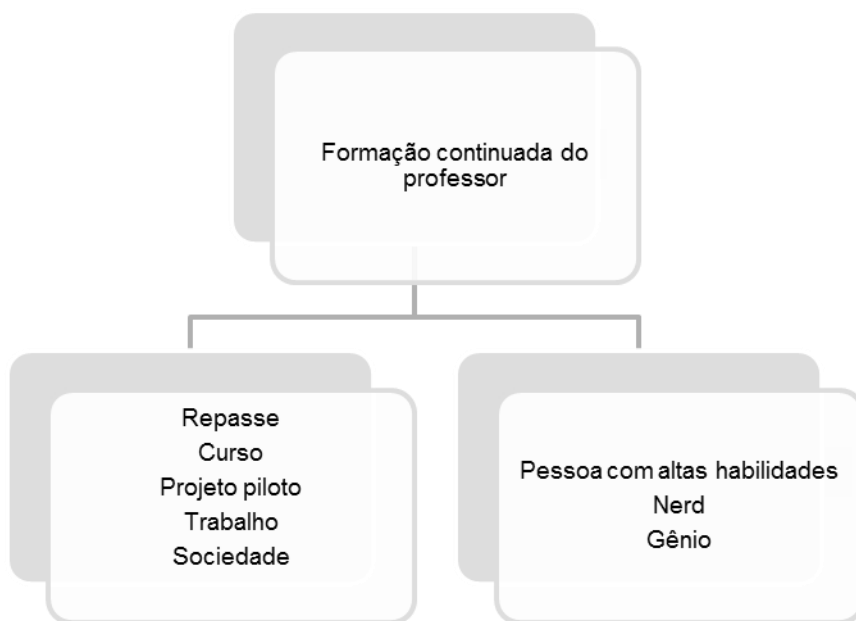 Formação continuada do
professor
Repasse
Curso
Projeto piloto
Trabalho
Sociedade
Pessoa com altas habilidades
Nerd
Gênio